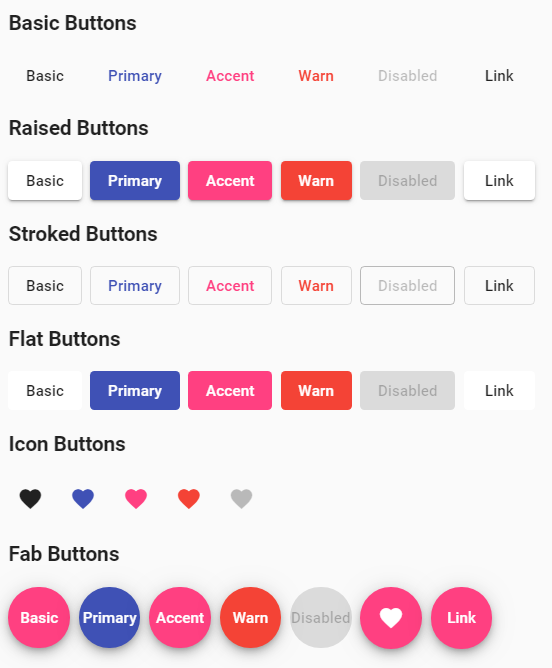 Basic Buttons
Basic Primary Accent Warn Disabled Link
Raised Buttons
Basic Primary Accent Warn Disabled Link
Stroked Buttons
Basic Primary Accent Warn Disabled Link
Flat Buttons
Basic Primary Accent Warn Disabled Link
Icon Buttons
Fab Buttons
Basic Primary Accent Warn Disabled Link